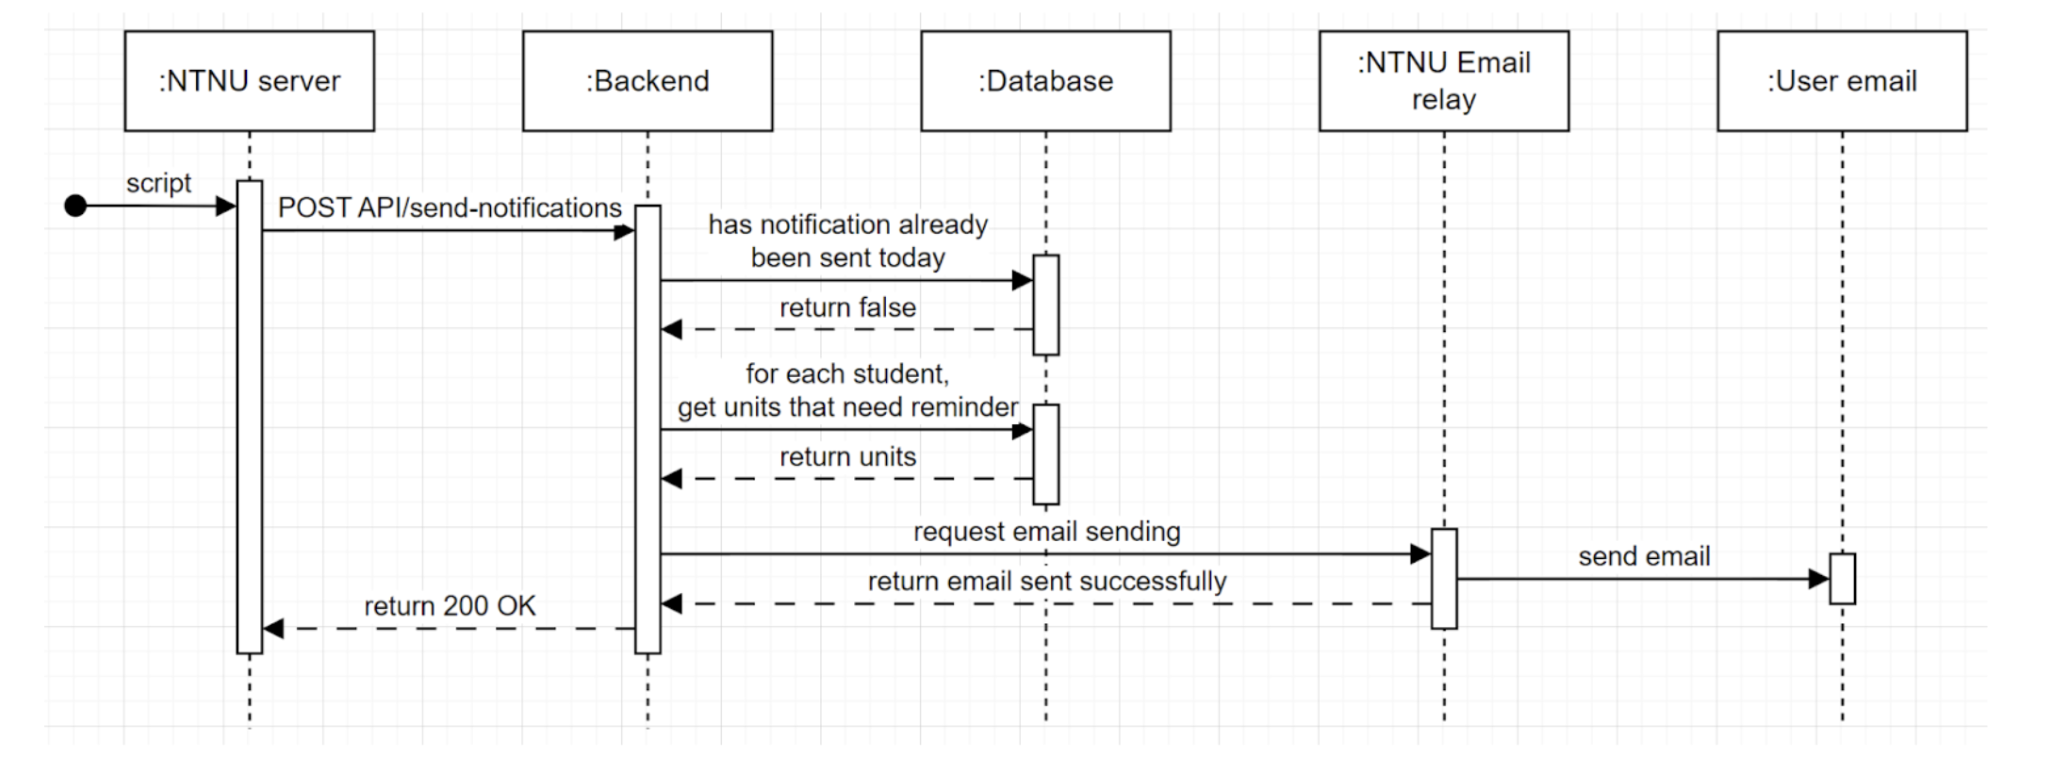 :NTNU server
:Backend
:Database
:NTNU Email
relay
:User email
script
POST API/send-notifications
has notification already
been sent today
return false
for each student,
get units that need reminder
return units
request email sending
send email
return email sent successfully
return 200 OK